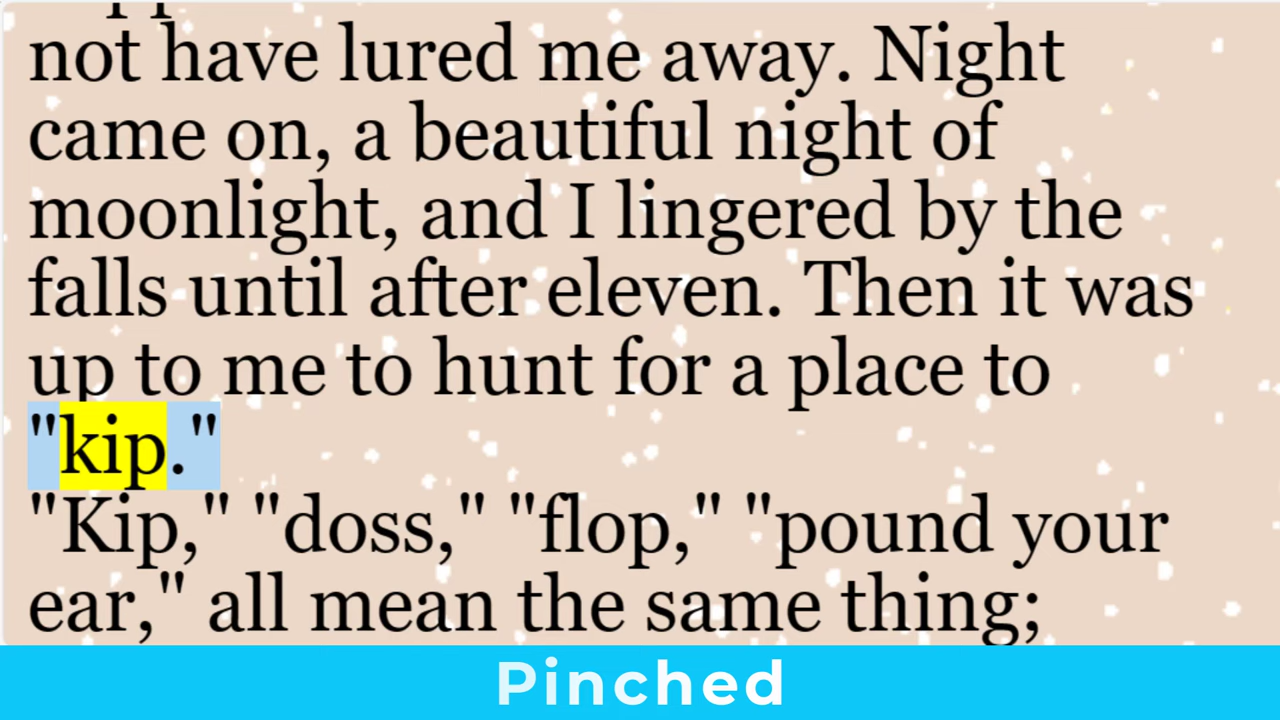 not have lured me away. Night
came on, a beautiful night of
moonlight, and I lingered by the
falls until after eleven. Then it was
up to me to hunt for a place to
"kip."
"Kip," "doss," "flop," "pound your
ear," all mean the same thing;
Pinched